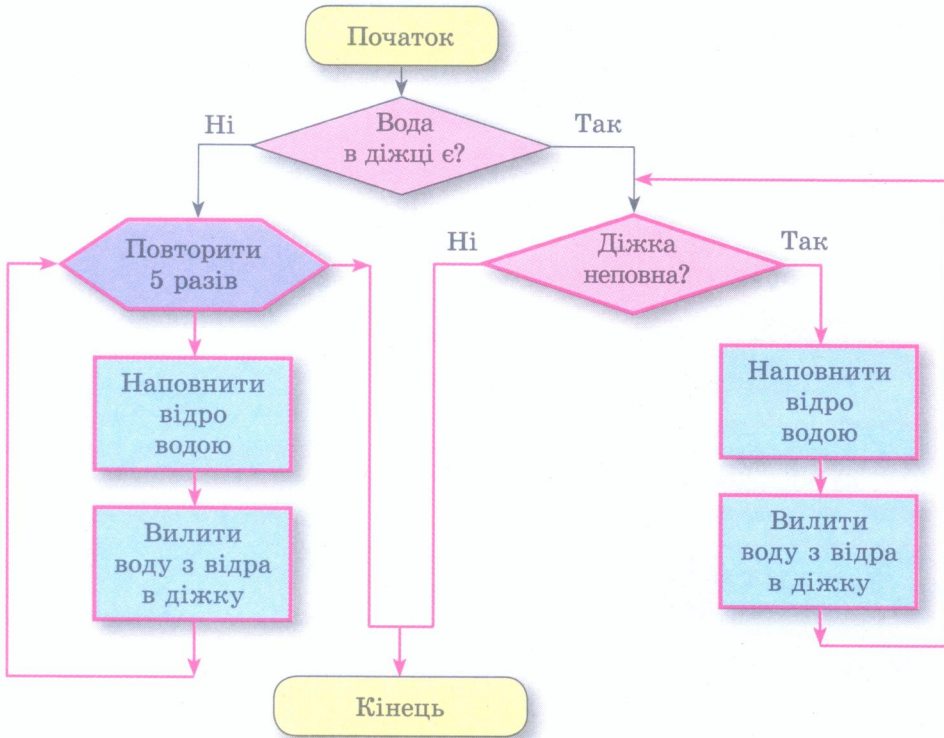 Початок
Вода
в діжці є?
Ні
Так
Повторити
5 разів
Ні
Діжка
неповна?
Так
Наповнити
відро
водою
Вилити
воду з відра
в діжку
Наповнити
відро
водою
Вилити
воду з відра
в діжку
Кінець